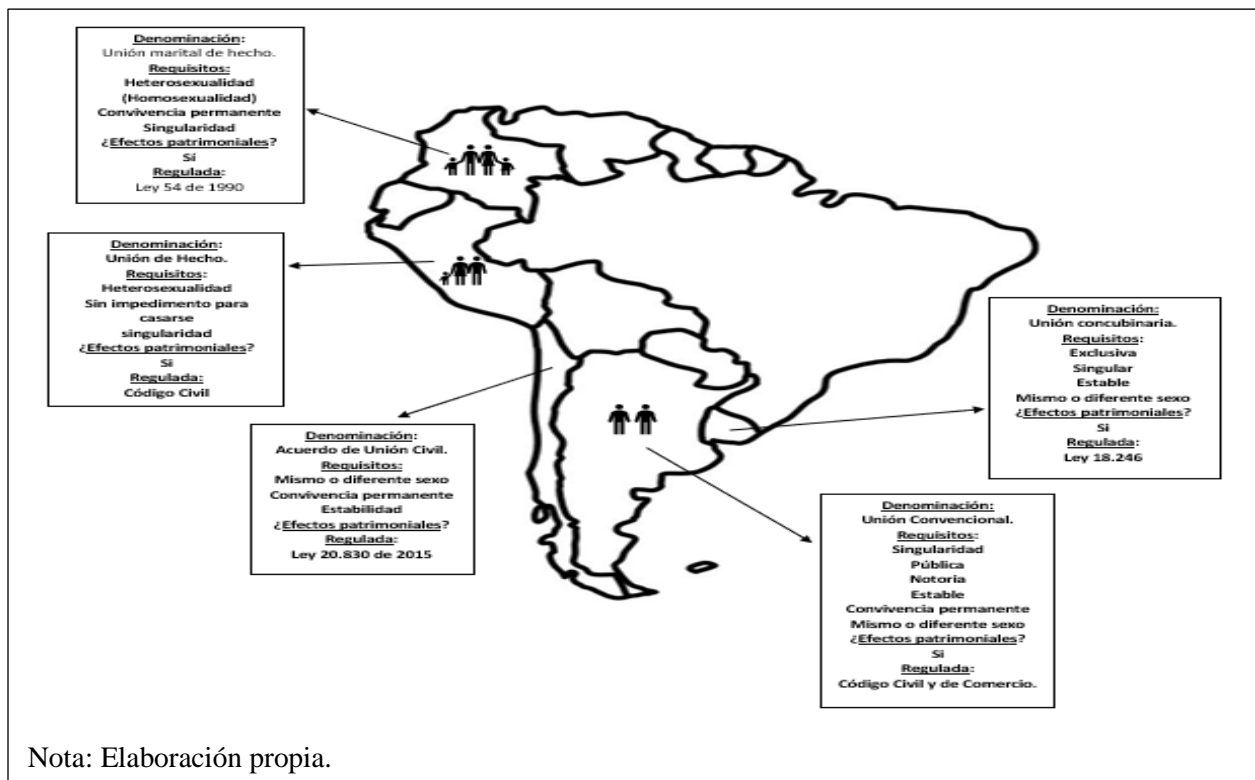 Denominación:
Unión marital de hecho.
Requisitos:
Heterosexualidad
(Homosexualidad)
Convivencia permanente
Singularidad
¿Efectos patrimoniales?
Sí
Regulada:
Ley 54 de 1990
Denominación:
Unión de Hecho.
Requisitos:
Heterosexualidad
Sin impedimento para
casarse
singularidad
¿Efectos patrimoniales?
Si
Regulada:
Código Civil
Denominación:
Acuerdo de Unión Civil.
Requisitos:
Mismo o diferente sexo
Convivencia permanente
Estabilidad
¿Efectos patrimoniales?
Regulada:
Ley 20.830 de 2015
Denominación:
Unión concubinaria.
Requisitos:
Exclusiva
Singular
Estable
Mismo o diferente sexo
¿Efectos patrimoniales?
Si
Regulada:
Ley 18.246
Denominación:
Unión Convencional.
Requisitos:
Singularidad
Pública
Notoria
Estable
Convivencia permanente
Mismo o diferente sexo
¿Efectos patrimoniales?
Si
Regulada:
Código Civil y de Comercio.
Nota: Elaboración propia.